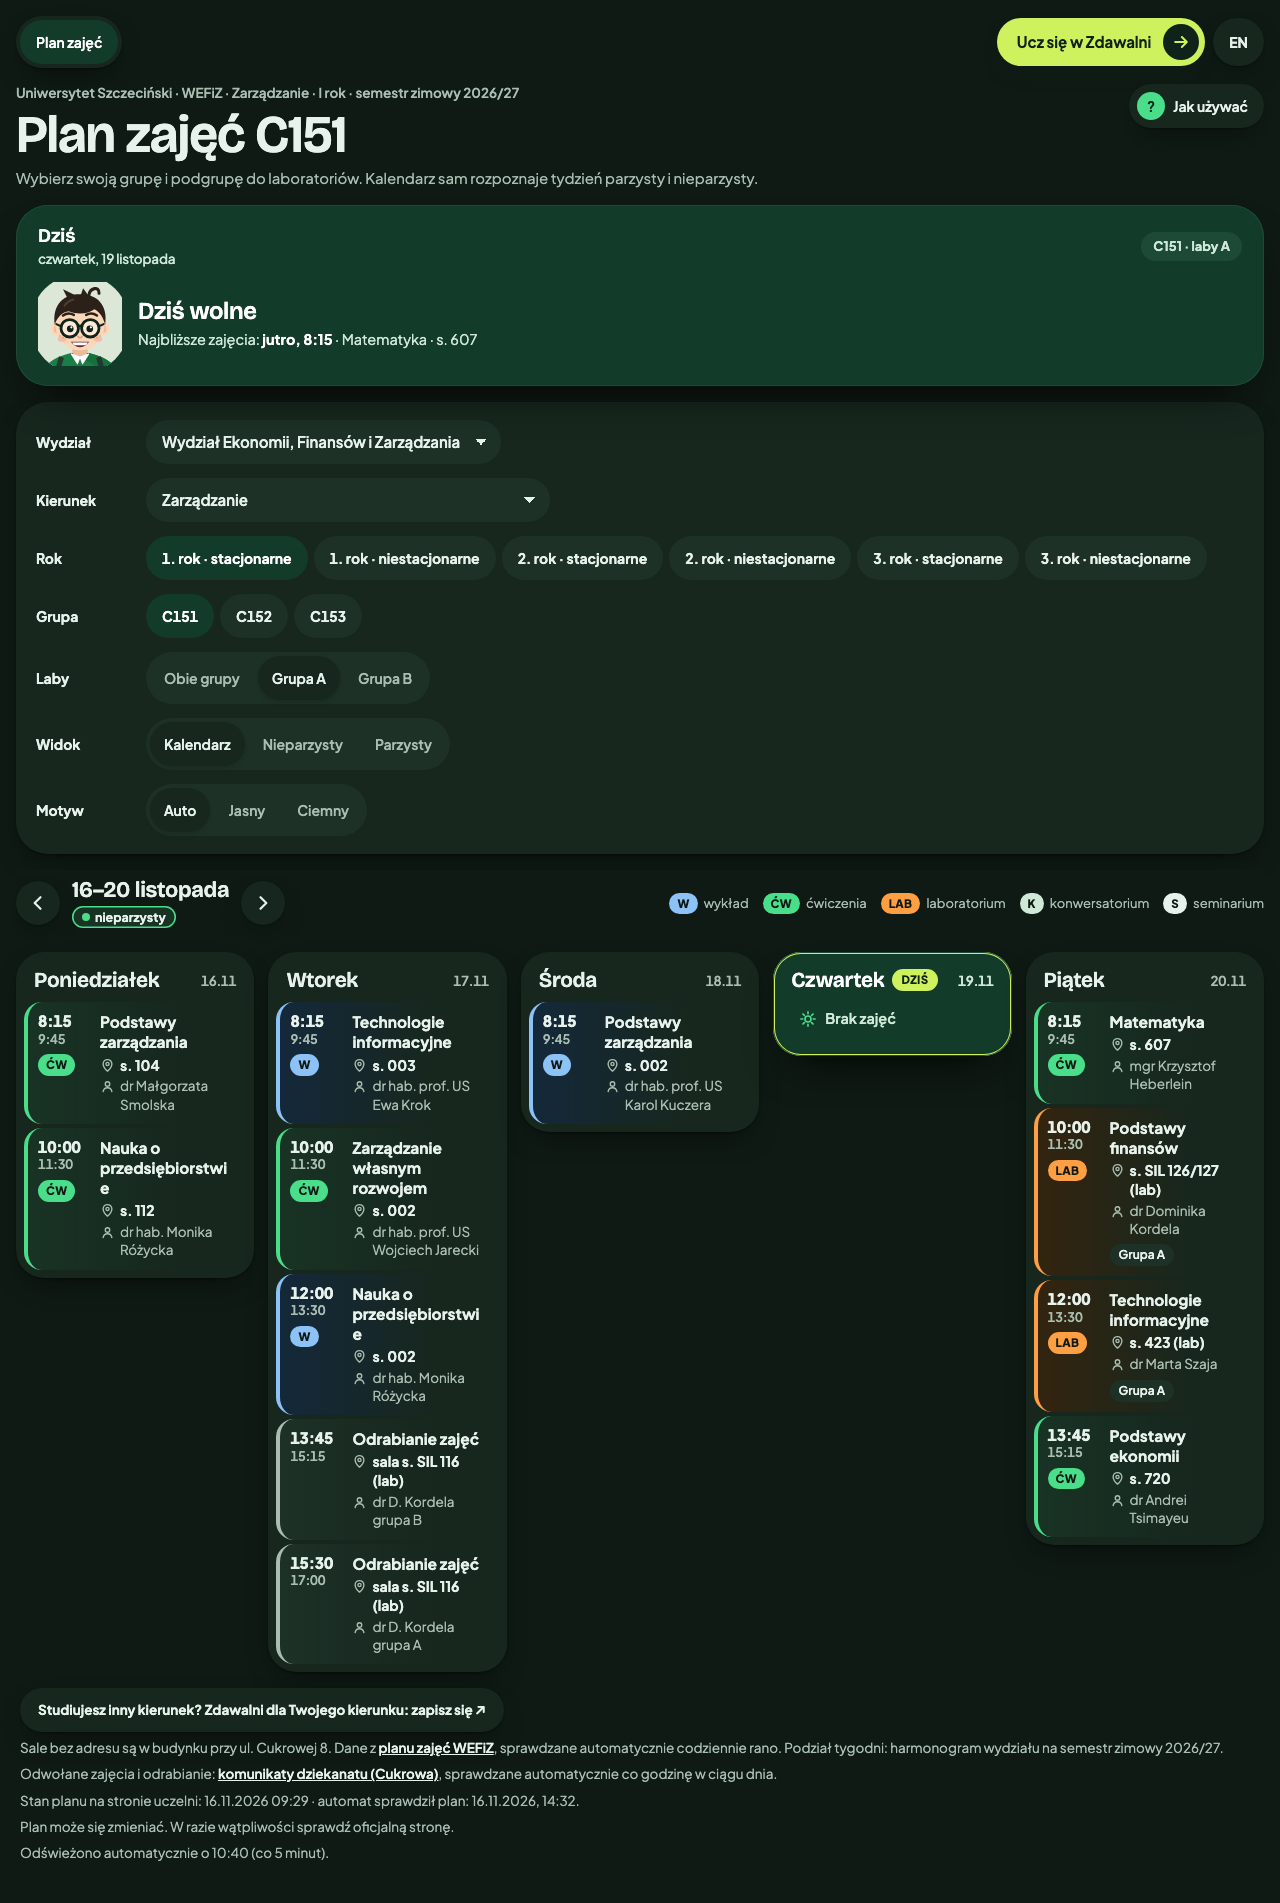 Plan zajęć
Ucz się w Zdawalni
EN
Uniwersytet Szczeciński · WEFiZ · Zarządzanie · I rok · semestr zimowy 2026/27
? Jak używać
Plan zajęć C151
Wybierz swoją grupę i podgrupę do laboratoriów. Kalendarz sam rozpoznaje tydzień parzysty i nieparzysty.
Dziś
czwartek, 19 listopada
C151 · laby A
Dziś wolne
Najbliższe zajęcia: jutro, 8:15 · Matematyka · s. 607
Wydział
Wydział Ekonomii, Finansów i Zarządzania
Kierunek
Zarządzanie
Rok
1. rok · stacjonarne
1. rok · niestacjonarne
2. rok · stacjonarne
2. rok · niestacjonarne
3. rok · stacjonarne
3. rok · niestacjonarne
Grupa
C151
C152
C153
Laby
Obie grupy
Grupa A
Grupa B
Widok
Kalendarz
Nieparzysty
Parzysty
Motyw
Auto
Jasny
Ciemny
16–20 listopada
nieparzysty
W wykład
ĆW ćwiczenia
LAB laboratorium
K konwersatorium
S seminarium
Poniedziałek 16.11
8:15
9:45
ĆW
Podstawy
zarządzania
s. 104
dr Małgorzata
Smolska
10:00
11:30
ĆW
Nauka o
przedsiębiorstwi
e
s. 112
dr hab. Monika
Różycka
Wtorek 17.11
8:15
9:45
W
Technologie
informacyjne
s. 003
dr hab. prof. US
Ewa Krok
10:00
11:30
ĆW
Zarządzanie
własnym
rozwojem
s. 002
dr hab. prof. US
Wojciech Jarecki
12:00
13:30
W
Nauka o
przedsiębiorstwi
e
s. 002
dr hab. Monika
Różycka
13:45
15:15
Odrabianie zajęć
sala s. SIL 116
(lab)
dr D. Kordela
grupa B
15:30
17:00
Odrabianie zajęć
sala s. SIL 116
(lab)
dr D. Kordela
grupa A
Środa 18.11
8:15
9:45
W
Podstawy
zarządzania
s. 002
dr hab. prof. US
Karol Kuczera
Czwartek DZIŚ 19.11
Brak zajęć
Piątek 20.11
8:15
9:45
ĆW
Matematyka
s. 607
mgr Krzysztof
Heberlein
10:00
11:30
LAB
Podstawy
finansów
s. SIL 126/127
(lab)
dr Dominika
Kordela
Grupa A
12:00
13:30
LAB
Technologie
informacyjne
s. 423 (lab)
dr Marta Szaja
Grupa A
13:45
15:15
ĆW
Podstawy
ekonomii
s. 720
dr Andrei
Tsimayeu
Studiujesz inny kierunek? Zdawalni dla Twojego kierunku: zapisz się ↗
Sale bez adresu są w budynku przy ul. Cukrowej 8. Dane z planu zajęć WEFiZ, sprawdzane automatycznie codziennie rano. Podział tygodni: harmonogram wydziału na semestr zimowy 2026/27.
Odwołane zajęcia i odrabianie: komunikaty dziekanatu (Cukrowa), sprawdzane automatycznie co godzinę w ciągu dnia.
Stan planu na stronie uczelni: 16.11.2026 09:29 · automat sprawdził plan: 16.11.2026, 14:32.
Plan może się zmieniać. W razie wątpliwości sprawdź oficjalną stronę.
Odświeżono automatycznie o 10:40 (co 5 minut).